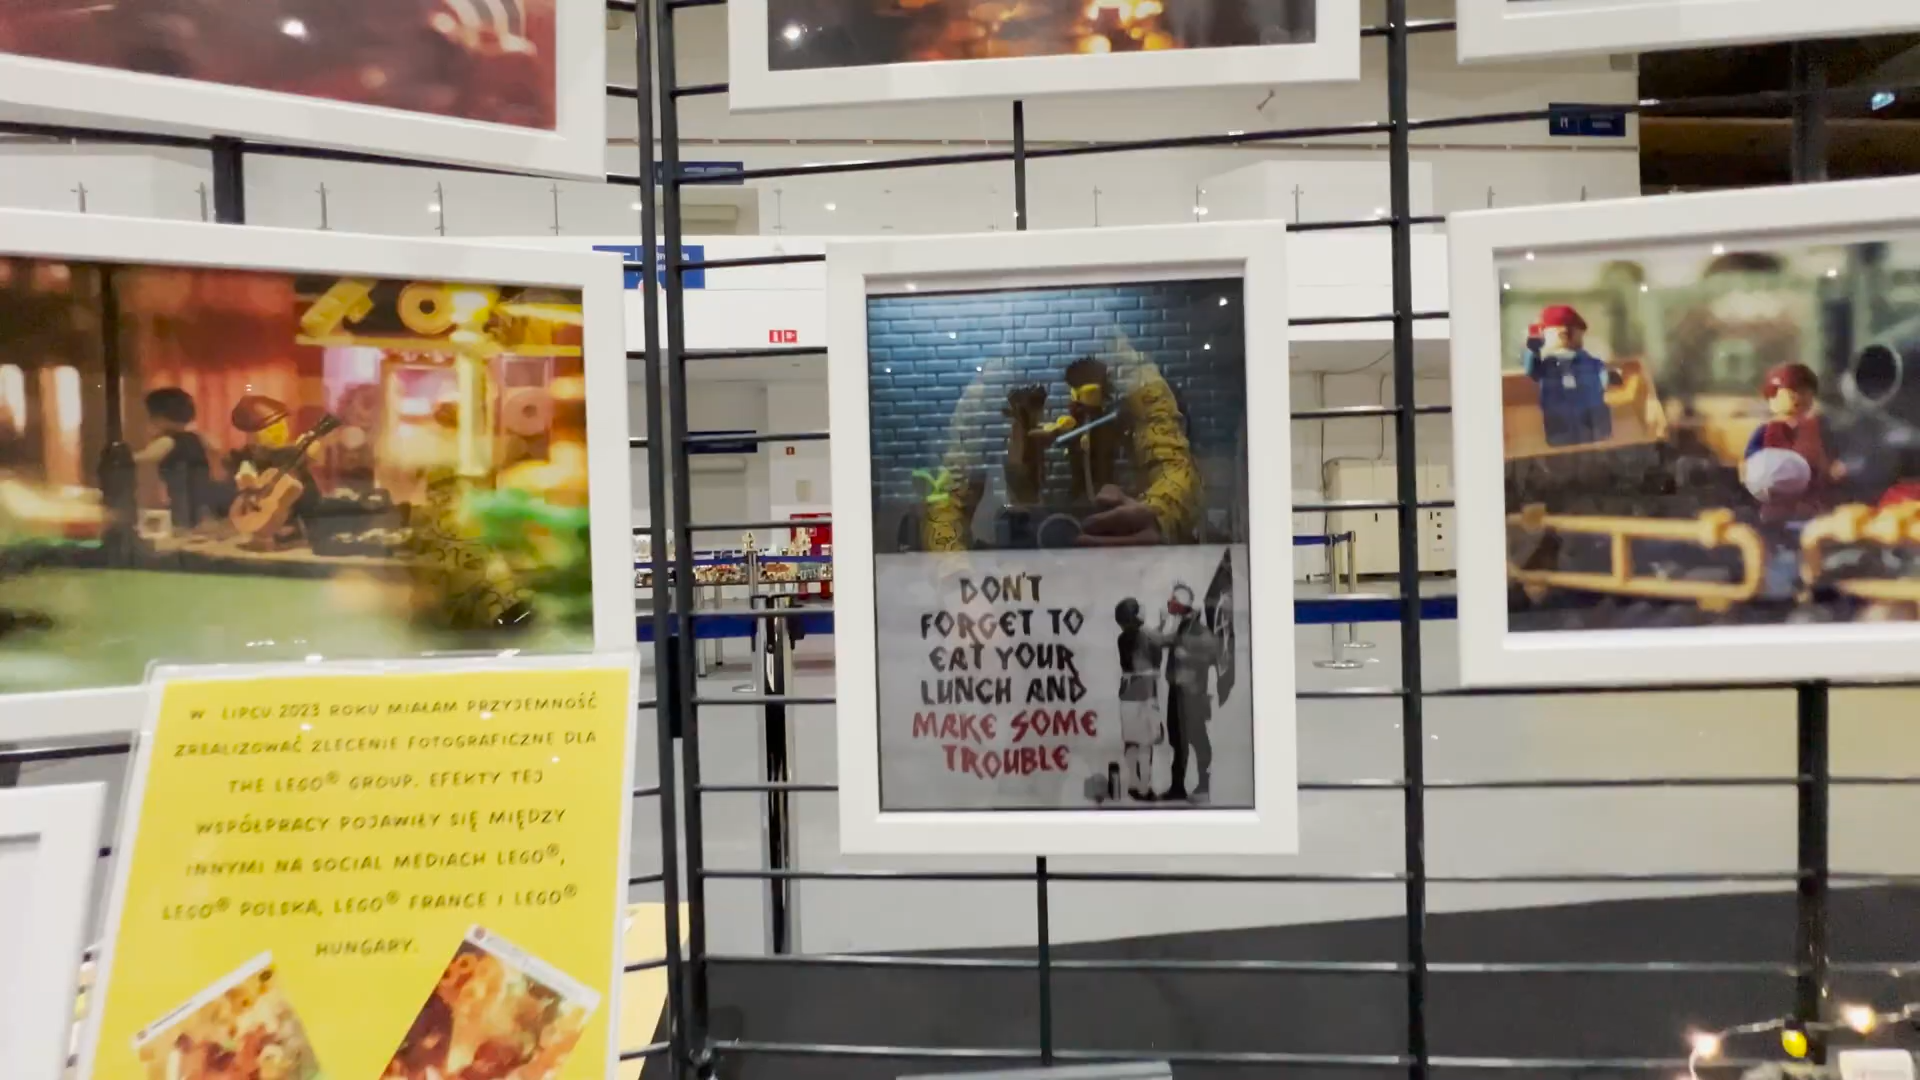 DON'T
FORGET TO
EAT YOUR
LUNCH AND
MAKE SOME
TROUBLE
W LIPCU 2023 ROKU MIAŁAM PRZYJEMNOŚĆ
ZREALIZOWAĆ ZLECENIE FOTOGRAFICZNE DLA
THE LEGO® GROUP. EFEKTY TEJ
WSPÓŁPRACY POJAWIŁY SIĘ MIĘDZY
INNYMI NA SOCIAL MEDIACH LEGO®,
LEGO® POLSKA, LEGO® FRANCE I LEGO®
HUNGARY.